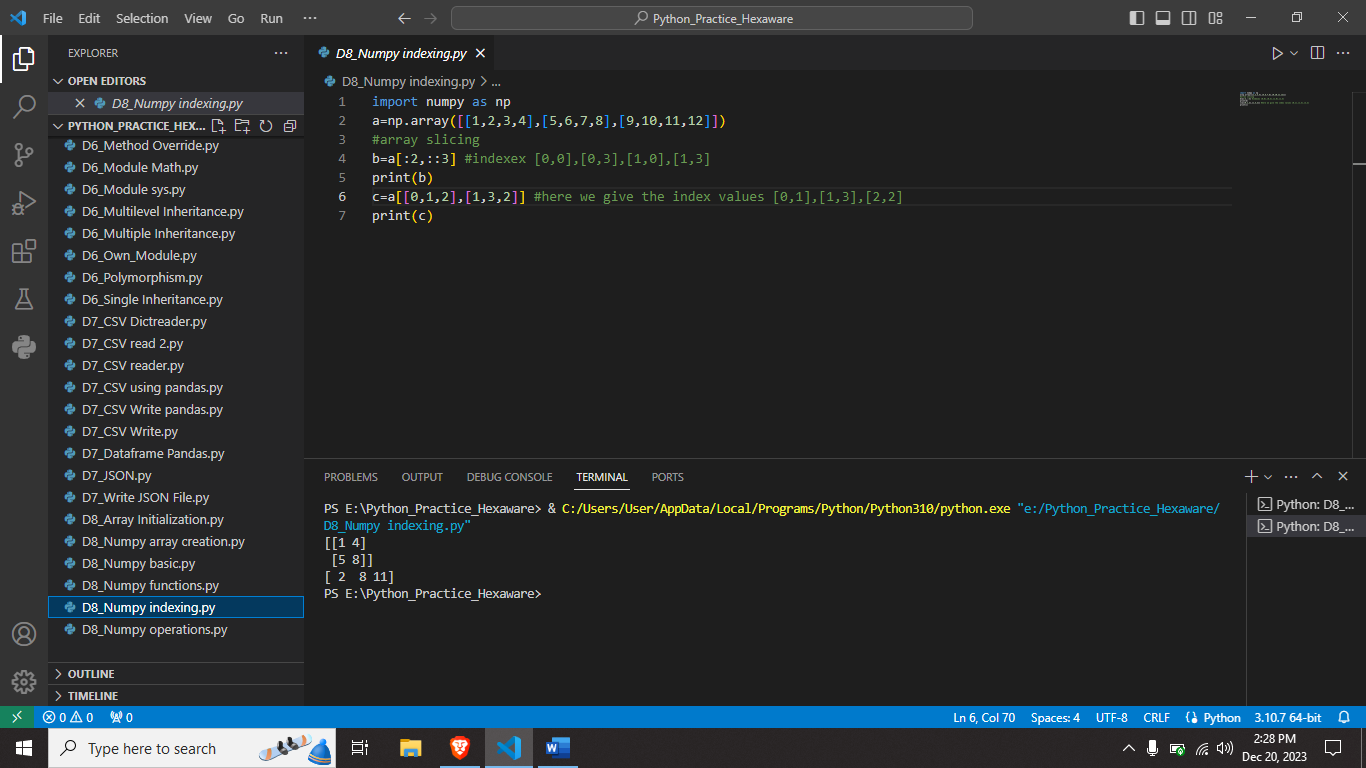 File Edit Selection View Go Run ··· Python_Practice_Hexaware
EXPLORER ···
OPEN EDITORS
D8_Numpy indexing.py
PYTHON_PRACTICE_HEX...
D6_Method Override.py
D6_Module Math.py
D6_Module sys.py
D6_Multilevel Inheritance.py
D6_Multiple Inheritance.py
D6_Own_Module.py
D6_Polymorphism.py
D6_Single Inheritance.py
D7_CSV Dictreader.py
D7_CSV read 2.py
D7_CSV reader.py
D7_CSV using pandas.py
D7_CSV Write pandas.py
D7_CSV Write.py
D7_Dataframe Pandas.py
D7_JSON.py
D7_Write JSON File.py
D8_Array Initialization.py
D8_Numpy array creation.py
D8_Numpy basic.py
D8_Numpy functions.py
D8_Numpy indexing.py
D8_Numpy operations.py
OUTLINE
TIMELINE
D8_Numpy indexing.py
D8_Numpy indexing.py > ...
1 import numpy as np
2 a=np.array([[1,2,3,4],[5,6,7,8],[9,10,11,12]])
3 #array slicing
4 b=a[:2,::3] #indexex [0,0],[0,3],[1,0],[1,3]
5 print(b)
6 c=a[[0,1,2],[1,3,2]] #here we give the index values [0,1],[1,3],[2,2]
7 print(c)
PROBLEMS OUTPUT DEBUG CONSOLE TERMINAL PORTS
PS E:\Python_Practice_Hexaware> & C:/Users/User/AppData/Local/Programs/Python/Python310/python.exe "e:/Python_Practice_Hexaware/
D8_Numpy indexing.py"
[[1 4]
 [5 8]]
[ 2  8 11]
PS E:\Python_Practice_Hexaware>
Python: D8_...
Python: D8_...
0 0 0 Ln 6, Col 70 Spaces: 4 UTF-8 CRLF Python 3.10.7 64-bit
Type here to search
2:28 PM
Dec 20, 2023